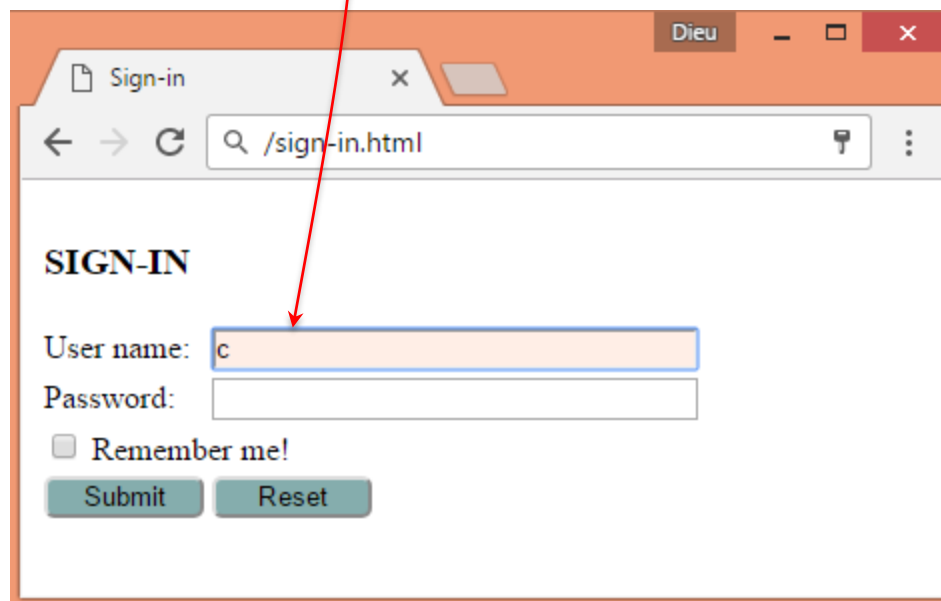 Dieu
Sign-in
/sign-in.html
SIGN-IN
User name: c
Password:
Remember me!
Submit Reset